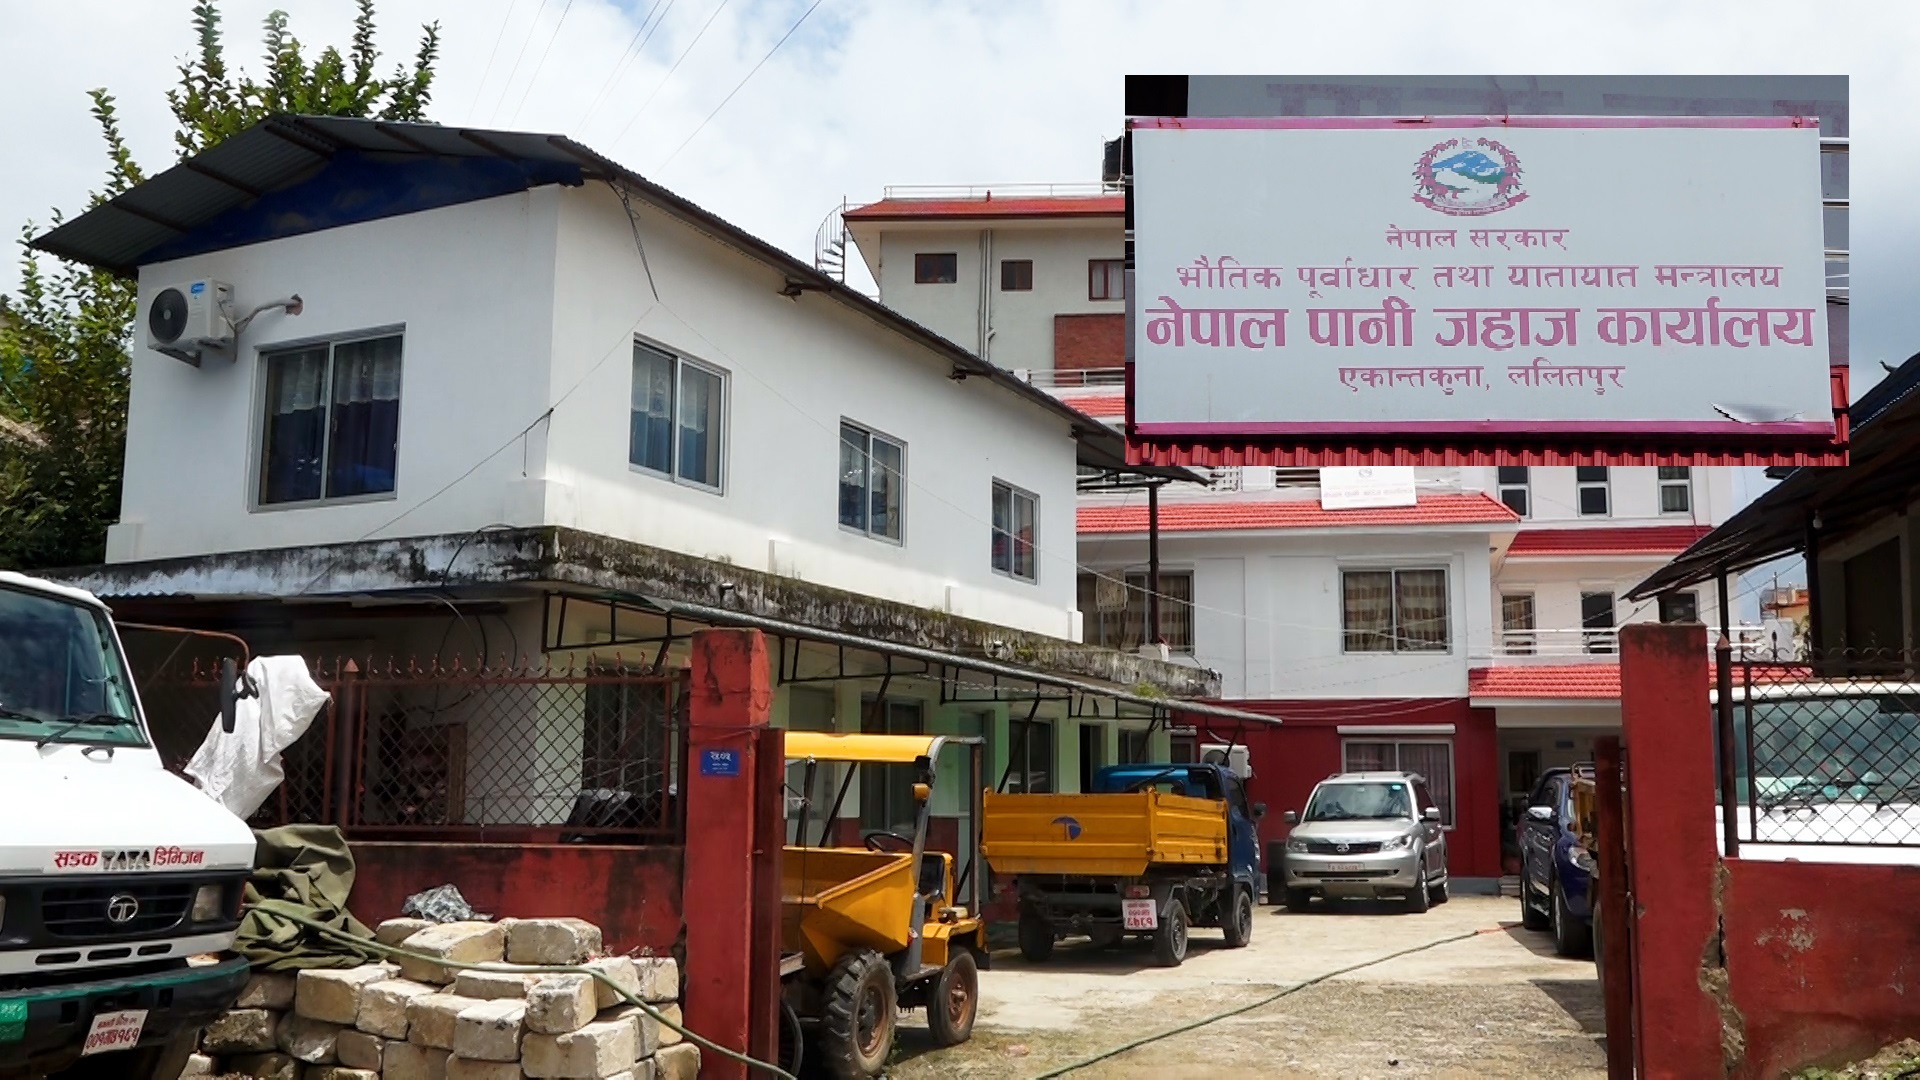 नेपाल सरकार
भौतिक पूर्वाधार तथा यातायात मन्त्रालय
नेपाल पानी जहाज कार्यालय
एकान्तकुना, ललितपुर
सडक TATA डिभिजन